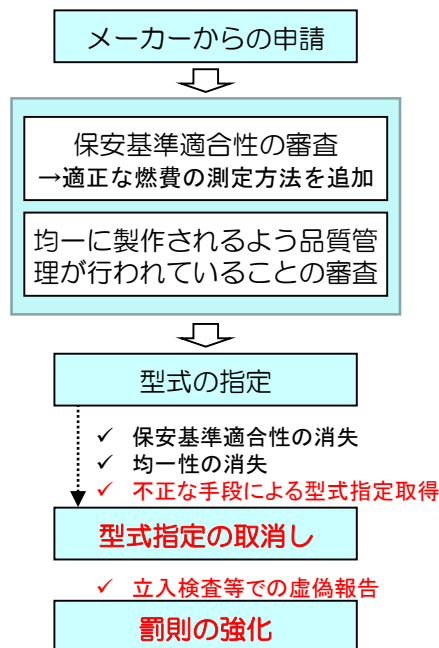 メーカーからの申請
保安基準適合性の審査
→適正な燃費の測定方法を追加
均一に製作されるよう品質管
理が行われていることの審査
型式の指定
✓ 保安基準適合性の消失
✓ 均一性の消失
✓ 不正な手段による型式指定取得
型式指定の取消し
✓ 立入検査等での虚偽報告
罰則の強化